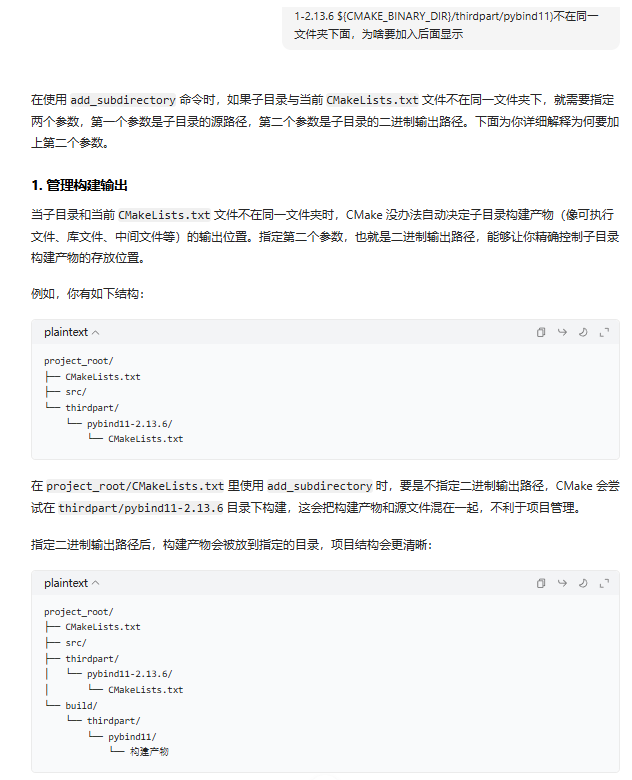 1-2.13.6 ${CMAKE_BINARY_DIR}/thirdpart/pybind11)不在同一
文件夹下面，为啥要加入后面显示
在使用 add_subdirectory 命令时，如果子目录与当前 CMakeLists.txt 文件不在同一文件夹下，就需要指定
两个参数，第一个参数是子目录的源路径，第二个参数是子目录的二进制输出路径。下面为你详细解释为何要加
上第二个参数。
1. 管理构建输出
当子目录和当前 CMakeLists.txt 文件不在同一文件夹时，CMake 没办法自动决定子目录构建产物（像可执行
文件、库文件、中间文件等）的输出位置。指定第二个参数，也就是二进制输出路径，能够让你精确控制子目录
构建产物的存放位置。
例如，你有如下结构：
plaintext
project_root/
├── CMakeLists.txt
├── src/
└── thirdpart/
    └── pybind11-2.13.6/
        └── CMakeLists.txt
在 project_root/CMakeLists.txt 里使用 add_subdirectory 时，要是不指定二进制输出路径，CMake 会尝
试在 thirdpart/pybind11-2.13.6 目录下构建，这会把构建产物和源文件混在一起，不利于项目管理。
指定二进制输出路径后，构建产物会被放到指定的目录，项目结构会更清晰：
plaintext
project_root/
├── CMakeLists.txt
├── src/
├── thirdpart/
│   └── pybind11-2.13.6/
│       └── CMakeLists.txt
└── build/
    └── thirdpart/
        └── pybind11/
            └── 构建产物